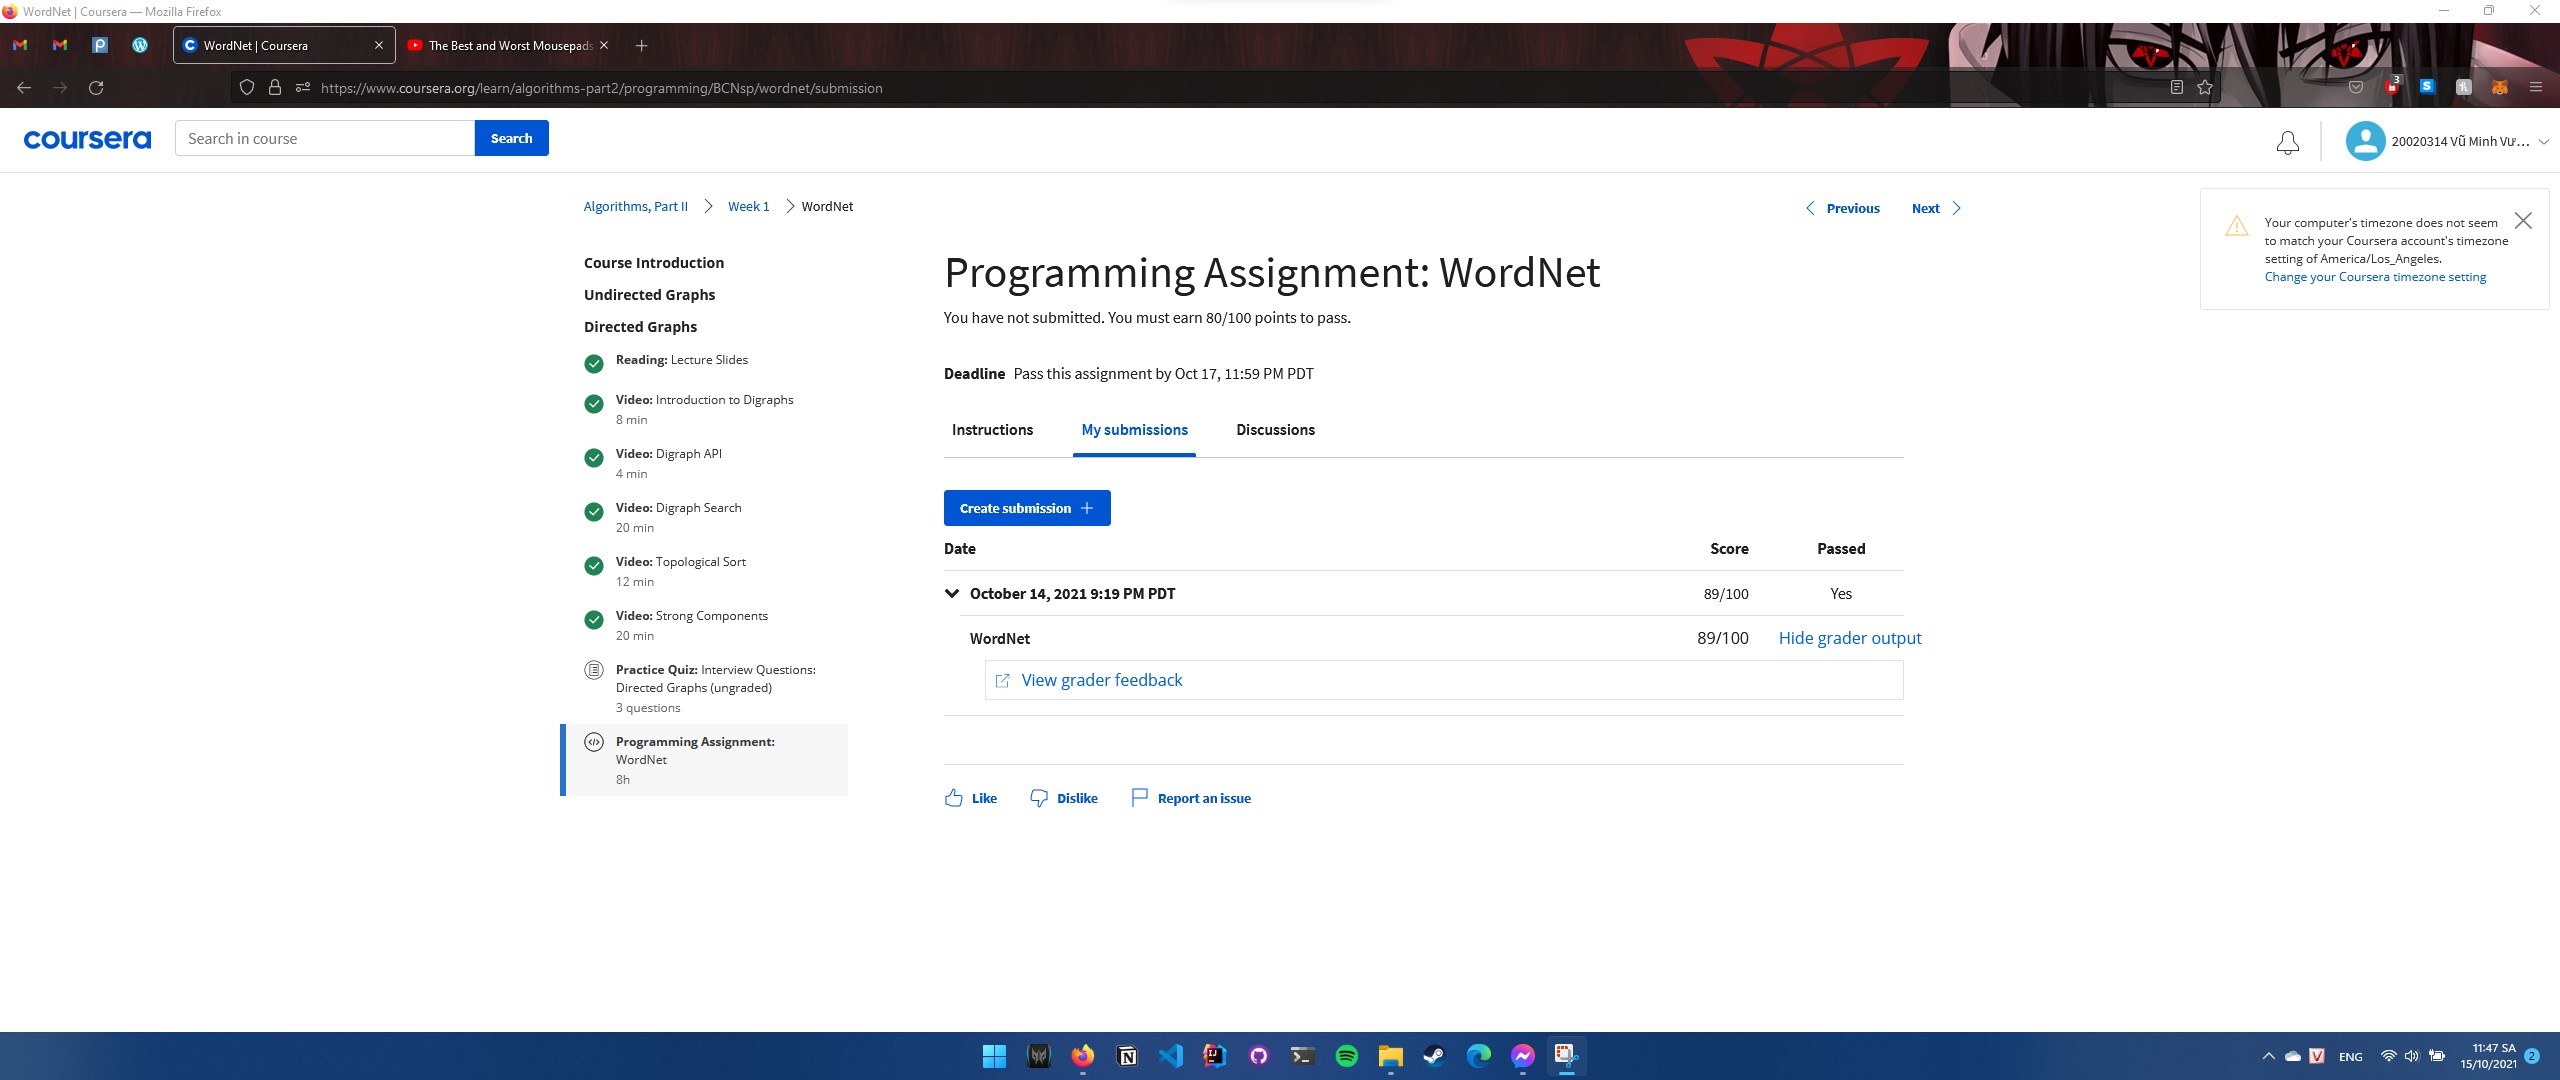 WordNet | Coursera — Mozilla Firefox
WordNet | Coursera
The Best and Worst Mousepads
https://www.coursera.org/learn/algorithms-part2/programming/BCNsp/wordnet/submission
3
coursera
Search in course
Search
20020314 Vũ Minh Vư...
Algorithms, Part II
Week 1
WordNet
Previous
Next
Your computer's timezone does not seem
to match your Coursera account's timezone
setting of America/Los_Angeles.
Change your Coursera timezone setting
Course Introduction
Undirected Graphs
Directed Graphs
Reading: Lecture Slides
Video: Introduction to Digraphs
8 min
Video: Digraph API
4 min
Video: Digraph Search
20 min
Video: Topological Sort
12 min
Video: Strong Components
20 min
Practice Quiz: Interview Questions:
Directed Graphs (ungraded)
3 questions
Programming Assignment:
WordNet
8h
Programming Assignment: WordNet
You have not submitted. You must earn 80/100 points to pass.
Deadline Pass this assignment by Oct 17, 11:59 PM PDT
Instructions
My submissions
Discussions
Create submission
Date Score Passed
October 14, 2021 9:19 PM PDT 89/100 Yes
WordNet 89/100 Hide grader output
View grader feedback
Like
Dislike
Report an issue
ENG
11:47 SA
15/10/2021
2